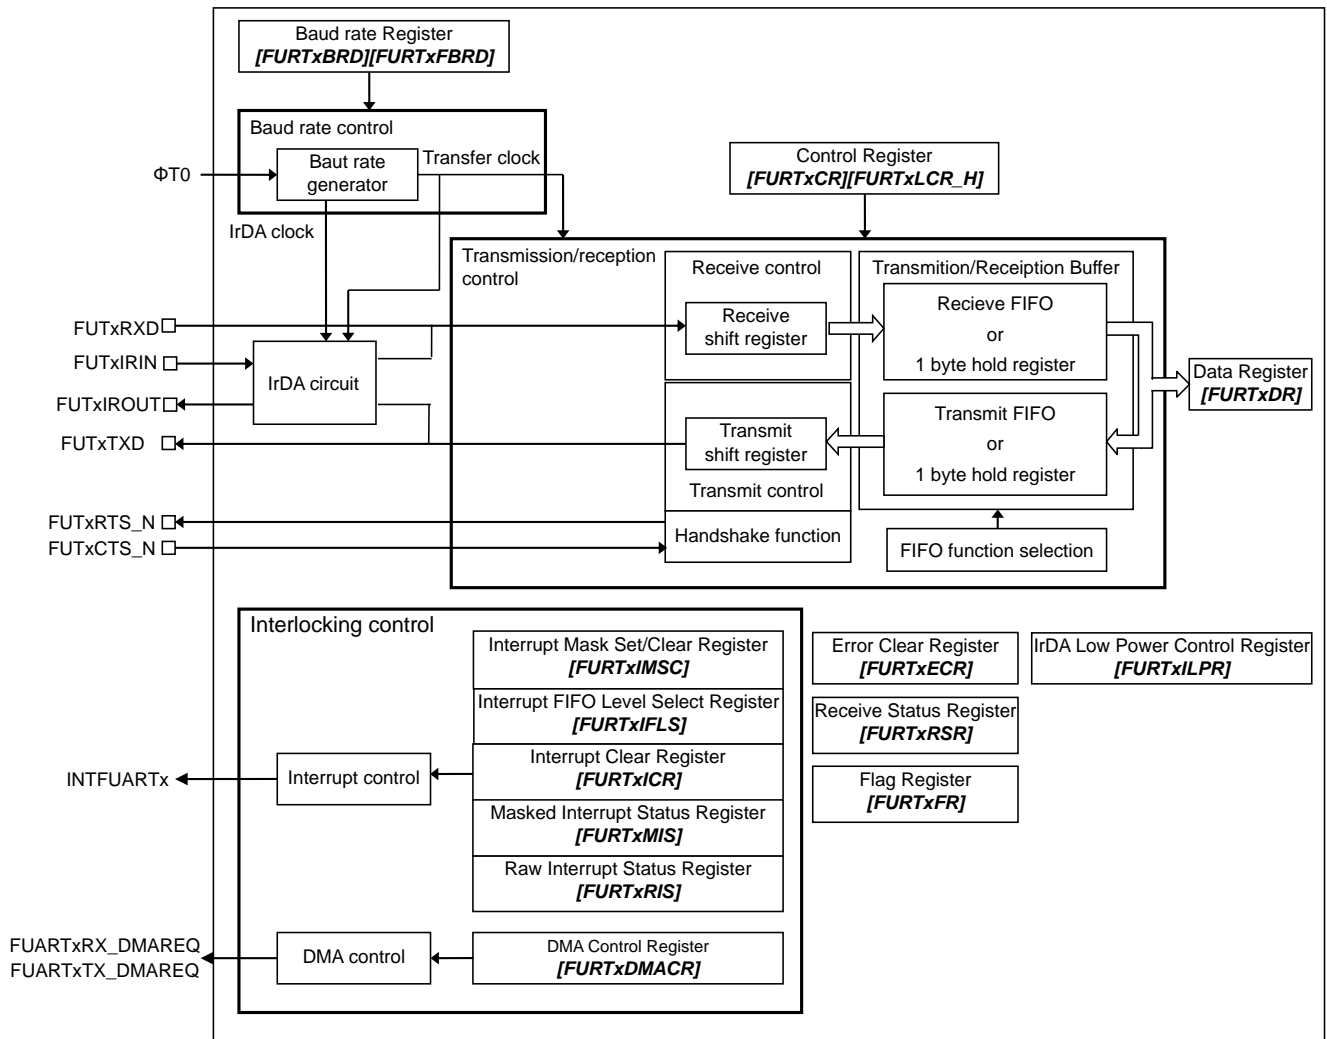 Baud rate Register
[FURTxBRD][FURTxFBRD]
Baud rate control
Baut rate
generator
Transfer clock
ΦT0
IrDA clock
Control Register
[FURTxCR][FURTxLCR_H]
Transmission/reception
control
Receive control
Receive
shift register
Transmition/Receiption Buffer
Recieve FIFO
or
1 byte hold register
Transmit FIFO
or
1 byte hold register
Data Register
[FURTxDR]
FUTxRXD
FUTxIRIN
FUTxIROUT
FUTxTXD
IrDA circuit
Transmit
shift register
Transmit control
Handshake function
FUTxRTS_N
FUTxCTS_N
FIFO function selection
Interlocking control
Interrupt Mask Set/Clear Register
[FURTxIMSC]
Interrupt FIFO Level Select Register
[FURTxIFLS]
Interrupt Clear Register
[FURTxICR]
Masked Interrupt Status Register
[FURTxMIS]
Raw Interrupt Status Register
[FURTxRIS]
INTFUARTx
Interrupt control
Error Clear Register
[FURTxECR]
IrDA Low Power Control Register
[FURTxILPR]
Receive Status Register
[FURTxRSR]
Flag Register
[FURTxFR]
FUARTxRX_DMAREQ
FUARTxTX_DMAREQ
DMA control
DMA Control Register
[FURTxDMACR]